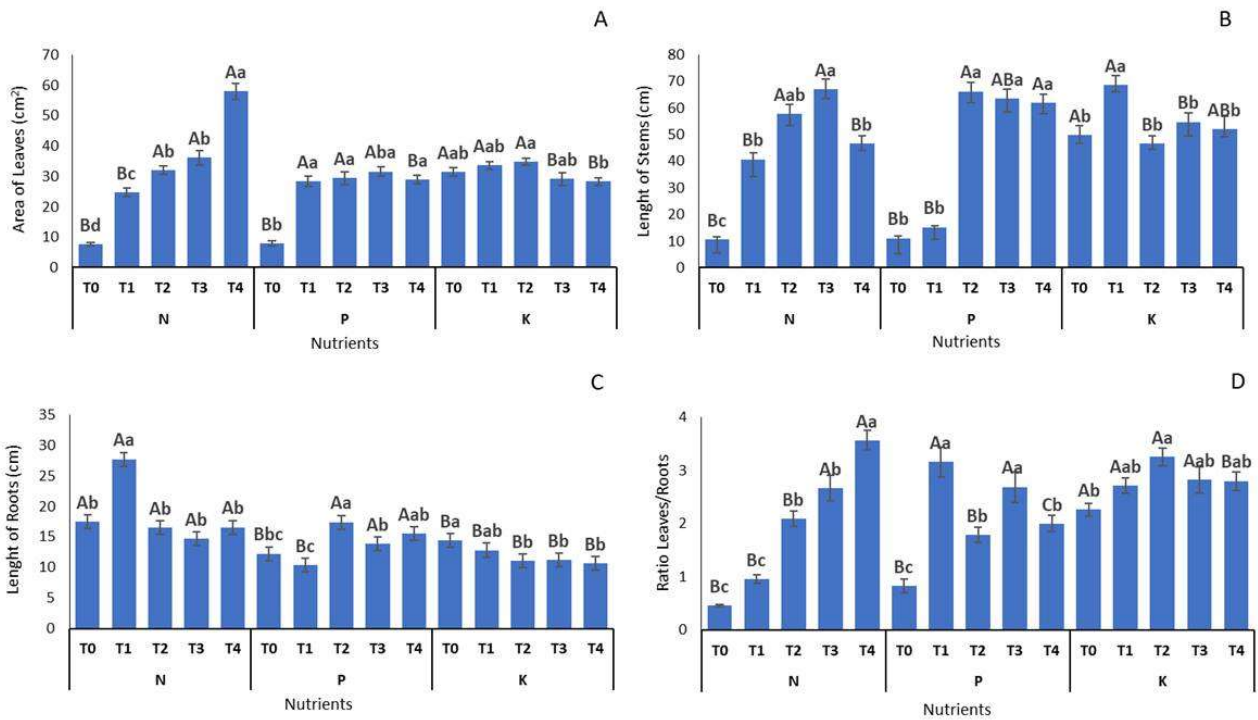 A
Area of Leaves (cm²)
70
60
50
40
30
20
10
0
Bd Bc Ab Ab Aa Bb Aa Aa Aba Ba Aab Aab Aa Bab Bb
T0 T1 T2 T3 T4 T0 T1 T2 T3 T4 T0 T1 T2 T3 T4
N P K
Nutrients
B
Lenght of Stems (cm)
80
70
60
50
40
30
20
10
0
Bc Bb Aab Aa Bb Bb Bb Aa ABa Aa Ab Aa Bb Bb ABb
T0 T1 T2 T3 T4 T0 T1 T2 T3 T4 T0 T1 T2 T3 T4
N P K
Nutrients
C
Lenght of Roots (cm)
35
30
25
20
15
10
5
0
Ab Aa Ab Ab Ab Bbc Bc Aa Ab Aab Ba Bab Bb Bb Bb
T0 T1 T2 T3 T4 T0 T1 T2 T3 T4 T0 T1 T2 T3 T4
N P K
Nutrients
D
Ratio Leaves/Roots
4
3
2
1
0
Bc Bc Bb Ab Aa Bc Aa Bb Aa Cb Ab Aab Aa Aab Bab
T0 T1 T2 T3 T4 T0 T1 T2 T3 T4 T0 T1 T2 T3 T4
N P K
Nutrients